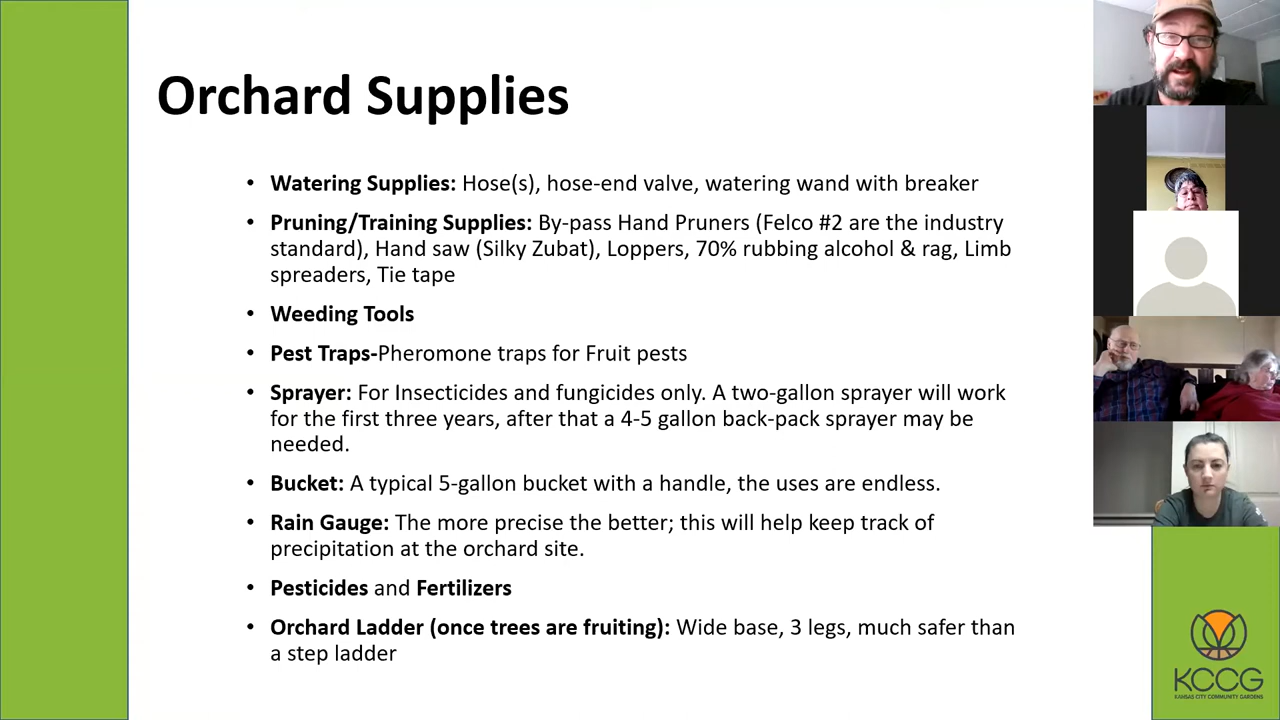 Orchard Supplies
• Watering Supplies: Hose(s), hose-end valve, watering wand with breaker
• Pruning/Training Supplies: By-pass Hand Pruners (Felco #2 are the industry
standard), Hand saw (Silky Zubat), Loppers, 70% rubbing alcohol & rag, Limb
spreaders, Tie tape
• Weeding Tools
• Pest Traps-Pheromone traps for Fruit pests
• Sprayer: For Insecticides and fungicides only. A two-gallon sprayer will work
for the first three years, after that a 4-5 gallon back-pack sprayer may be
needed.
• Bucket: A typical 5-gallon bucket with a handle, the uses are endless.
• Rain Gauge: The more precise the better; this will help keep track of
precipitation at the orchard site.
• Pesticides and Fertilizers
• Orchard Ladder (once trees are fruiting): Wide base, 3 legs, much safer than
a step ladder
KCCG
KANSAS CITY COMMUNITY GARDENS